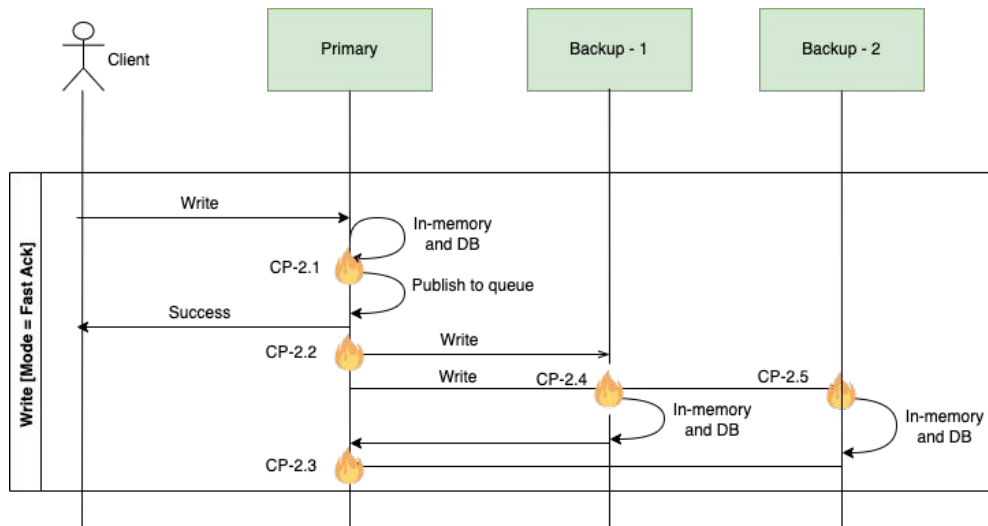 Client
Primary
Backup - 1
Backup - 2
Write [Mode = Fast Ack]
Write
In-memory
and DB
CP-2.1
Publish to queue
Success
CP-2.2
Write
Write
CP-2.4
CP-2.5
In-memory
and DB
In-memory
and DB
CP-2.3